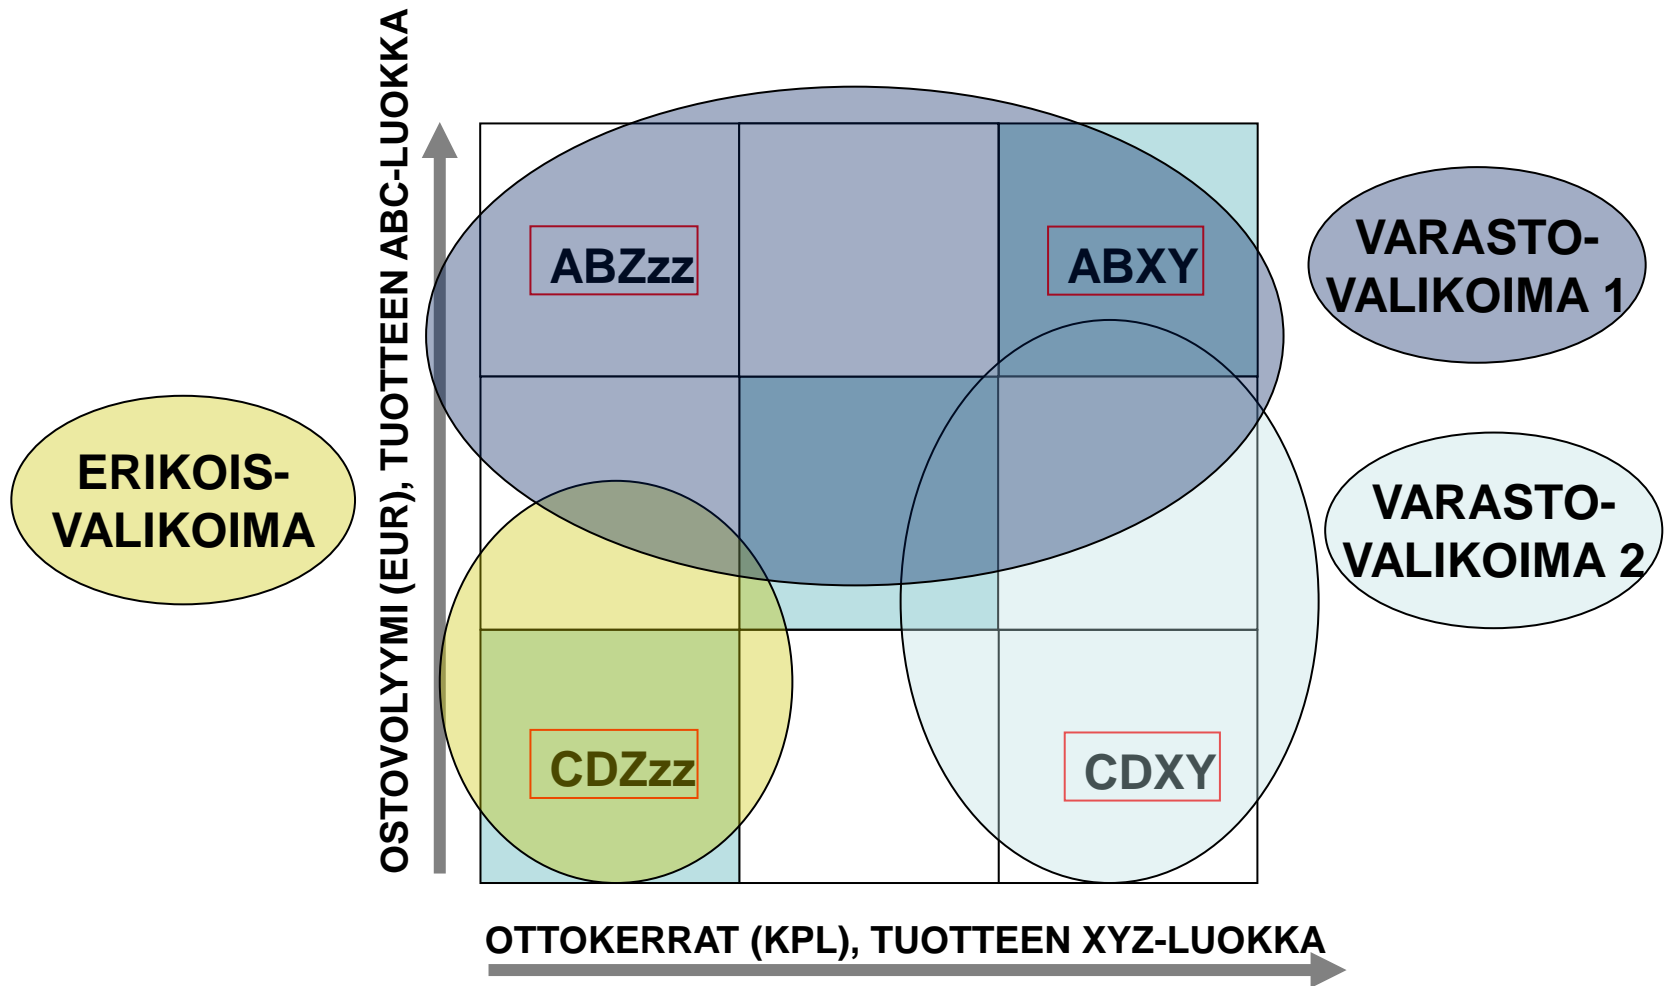 OSTOVOLYYMI (EUR), TUOTTEEN ABC-LUOKKA
ABZzz
ABXY
VARASTO-
VALIKOIMA 1
ERIKOIS-
VALIKOIMA
VARASTO-
VALIKOIMA 2
CDZzz
CDXY
OTTOKERRAT (KPL), TUOTTEEN XYZ-LUOKKA